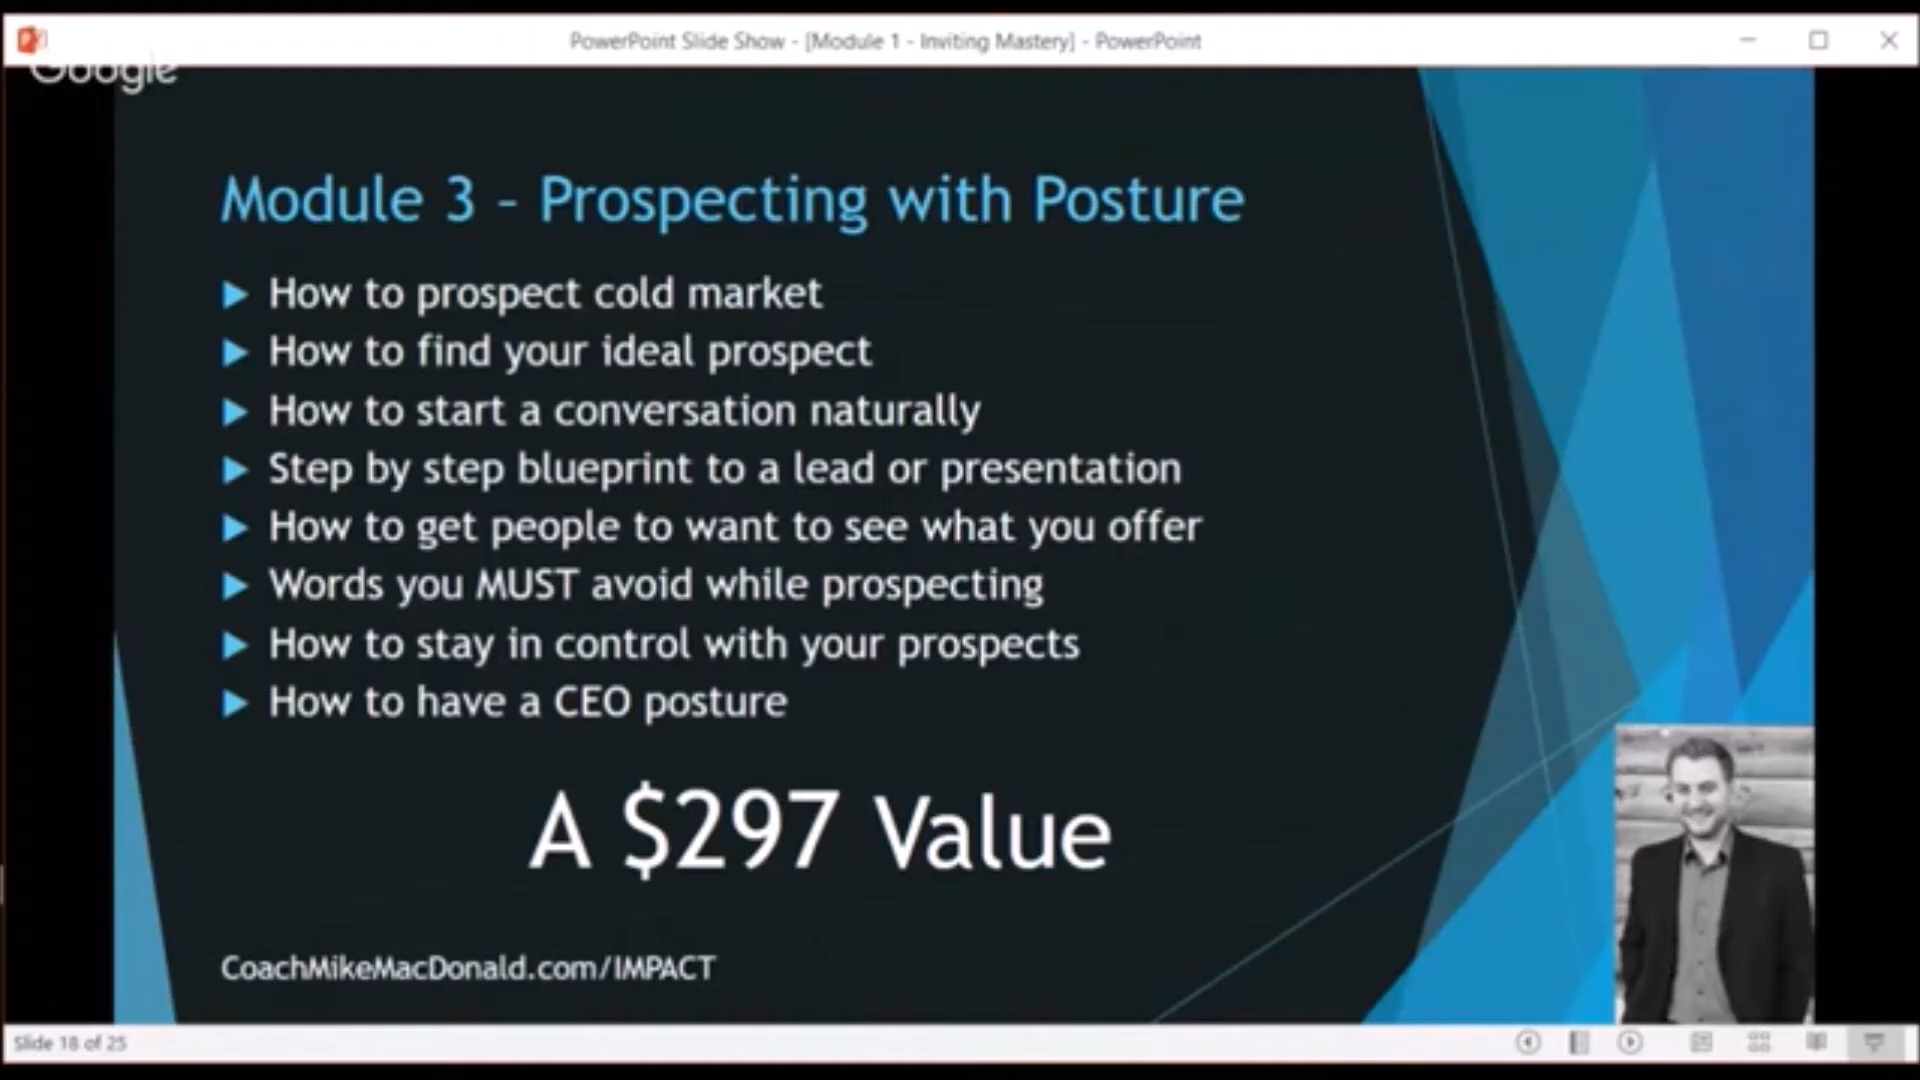 PowerPoint Slide Show - [Module 1 - Inviting Mastery] - PowerPoint
Google
Module 3 – Prospecting with Posture
How to prospect cold market
How to find your ideal prospect
How to start a conversation naturally
Step by step blueprint to a lead or presentation
How to get people to want to see what you offer
Words you MUST avoid while prospecting
How to stay in control with your prospects
How to have a CEO posture
A $297 Value
CoachMikeMacDonald.com/IMPACT
Slide 18 of 25